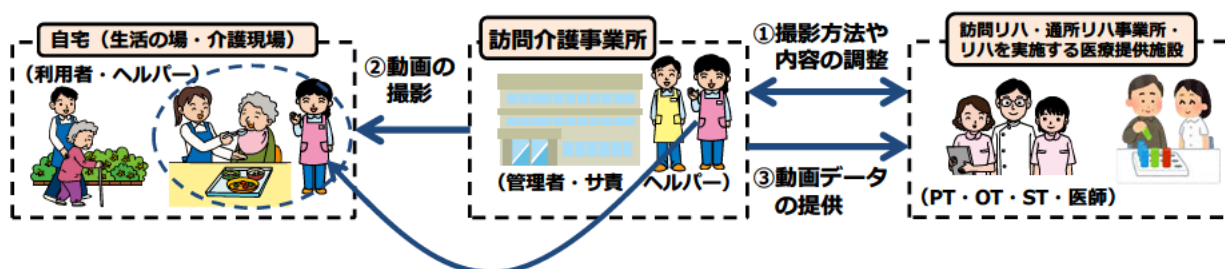 自宅（生活の場・介護現場）
（利用者・ヘルパー）
②動画の
撮影
訪問介護事業所
（管理者・サ責　ヘルパー）
①撮影方法や
内容の調整
③動画データ
の提供
訪問リハ・通所リハ事業所・
リハを実施する医療提供施設
（PT・OT・ST・医師）